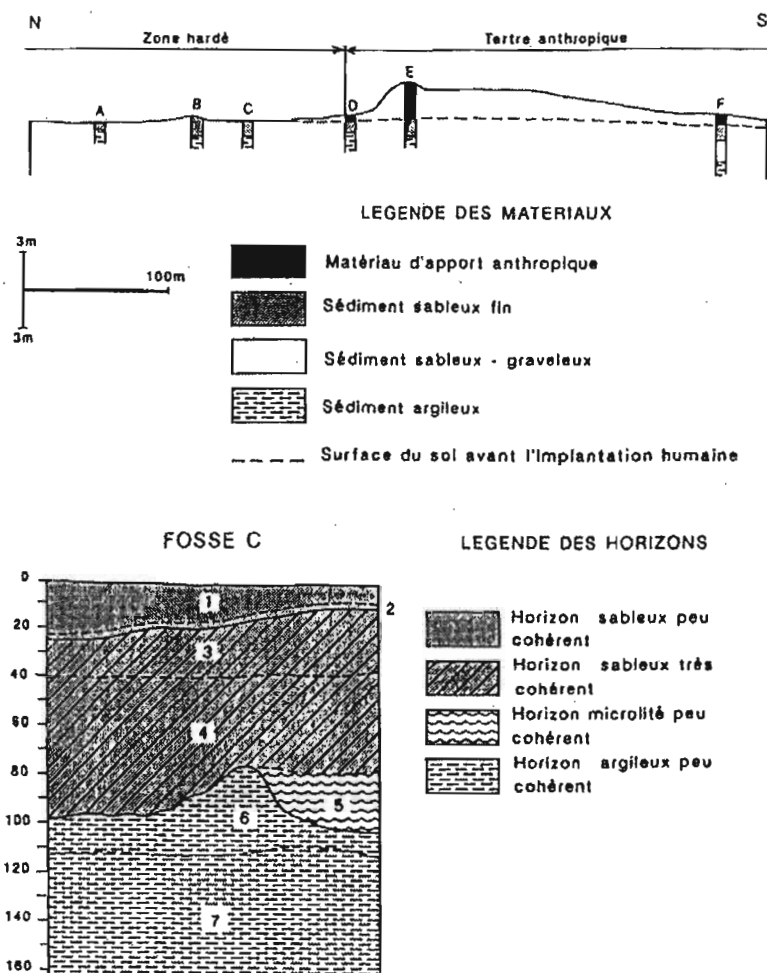 N S
Zone hardé Tertre anthropique
A B C D E F
LEGENDE DES MATERIAUX
3m
100m
3m
Matériau d'apport anthropique
Sédiment sableux fin
Sédiment sableux - graveleux
Sédiment argileux
Surface du sol avant l'implantation humaine
FOSSE C
LEGENDE DES HORIZONS
0
20
40
60
80
100
120
140
160
1
2
3
4
5
6
7
Horizon sableux peu
cohérent
Horizon sableux très
cohérent
Horizon microlité peu
cohérent
Horizon argileux peu
cohérent